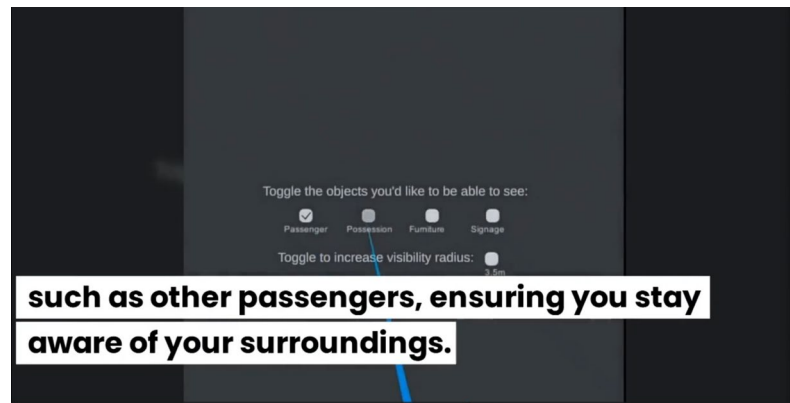 Toggle the objects you'd like to be able to see:
Passenger Possession Furniture Signage
Toggle to increase visibility radius:
3.5m
such as other passengers, ensuring you stay
aware of your surroundings.